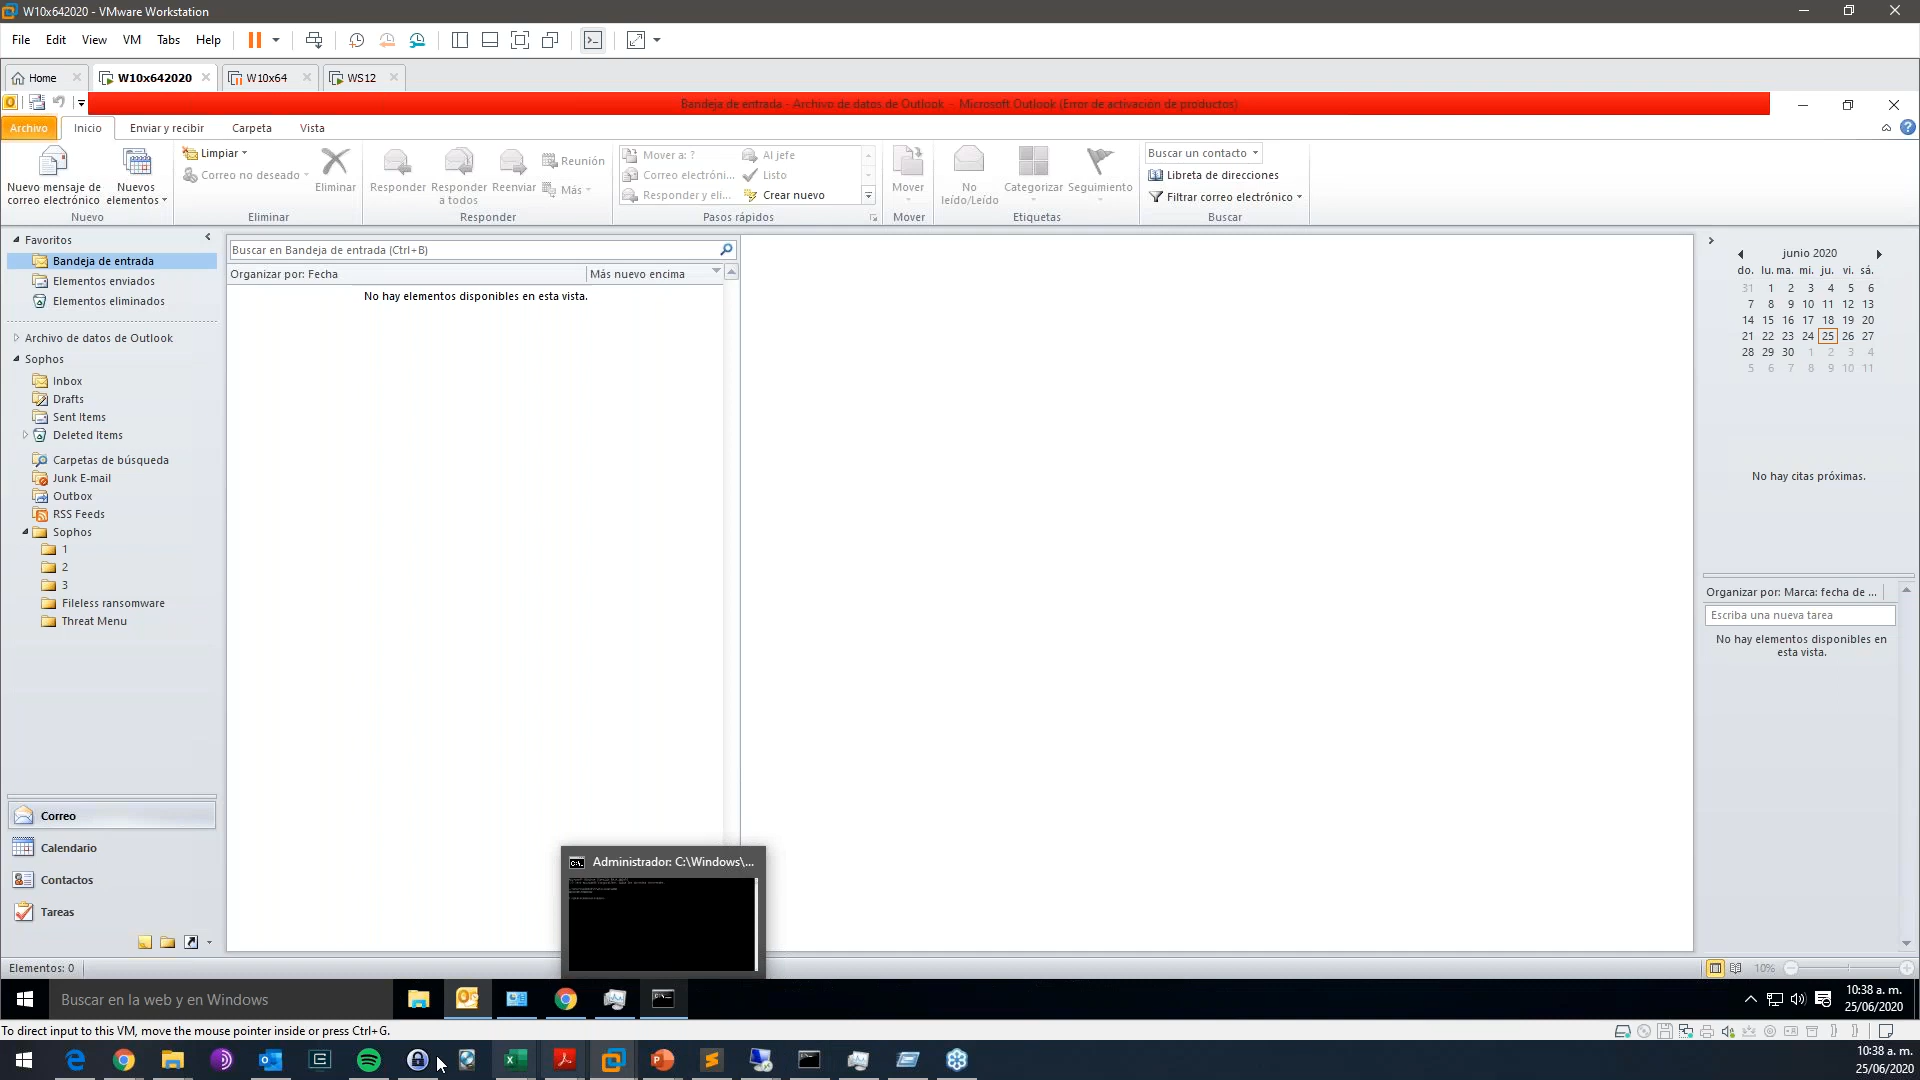 W10x642020 - VMware Workstation
File Edit View VM Tabs Help
Home W10x642020 W10x64 WS12
Bandeja de entrada - Archivo de datos de Outlook - Microsoft Outlook (Error de activación de productos)
Archivo Inicio Enviar y recibir Carpeta Vista
Nuevo mensaje de correo electrónico
Nuevos elementos
Nuevo
Limpiar
Correo no deseado
Eliminar
Eliminar
Responder
Responder a todos
Reenviar
Reunión
Más
Responder
Mover a: ?
Correo electróni...
Responder y eli...
Al jefe
Listo
Crear nuevo
Pasos rápidos
Mover
Mover
No leído/Leído
Categorizar
Seguimiento
Etiquetas
Buscar un contacto
Libreta de direcciones
Filtrar correo electrónico
Buscar
Favoritos
Bandeja de entrada
Elementos enviados
Elementos eliminados
Archivo de datos de Outlook
Sophos
Inbox
Drafts
Sent Items
Deleted Items
Carpetas de búsqueda
Junk E-mail
Outbox
RSS Feeds
Sophos
1
2
3
Fileless ransomware
Threat Menu
Correo
Calendario
Contactos
Tareas
Buscar en Bandeja de entrada (Ctrl+B)
Organizar por: Fecha Más nuevo encima
No hay elementos disponibles en esta vista.
junio 2020
do. lu. ma. mi. ju. vi. sá.
31 1 2 3 4 5 6
7 8 9 10 11 12 13
14 15 16 17 18 19 20
21 22 23 24 25 26 27
28 29 30 1 2 3 4
5 6 7 8 9 10 11
No hay citas próximas.
Organizar por: Marca: fecha de ...
Escriba una nueva tarea
No hay elementos disponibles en
esta vista.
Administrador: C:\Windows\...
Elementos: 0
10%
Buscar en la web y en Windows
10:38 a. m.
25/06/2020
To direct input to this VM, move the mouse pointer inside or press Ctrl+G.
10:38 a. m.
25/06/2020